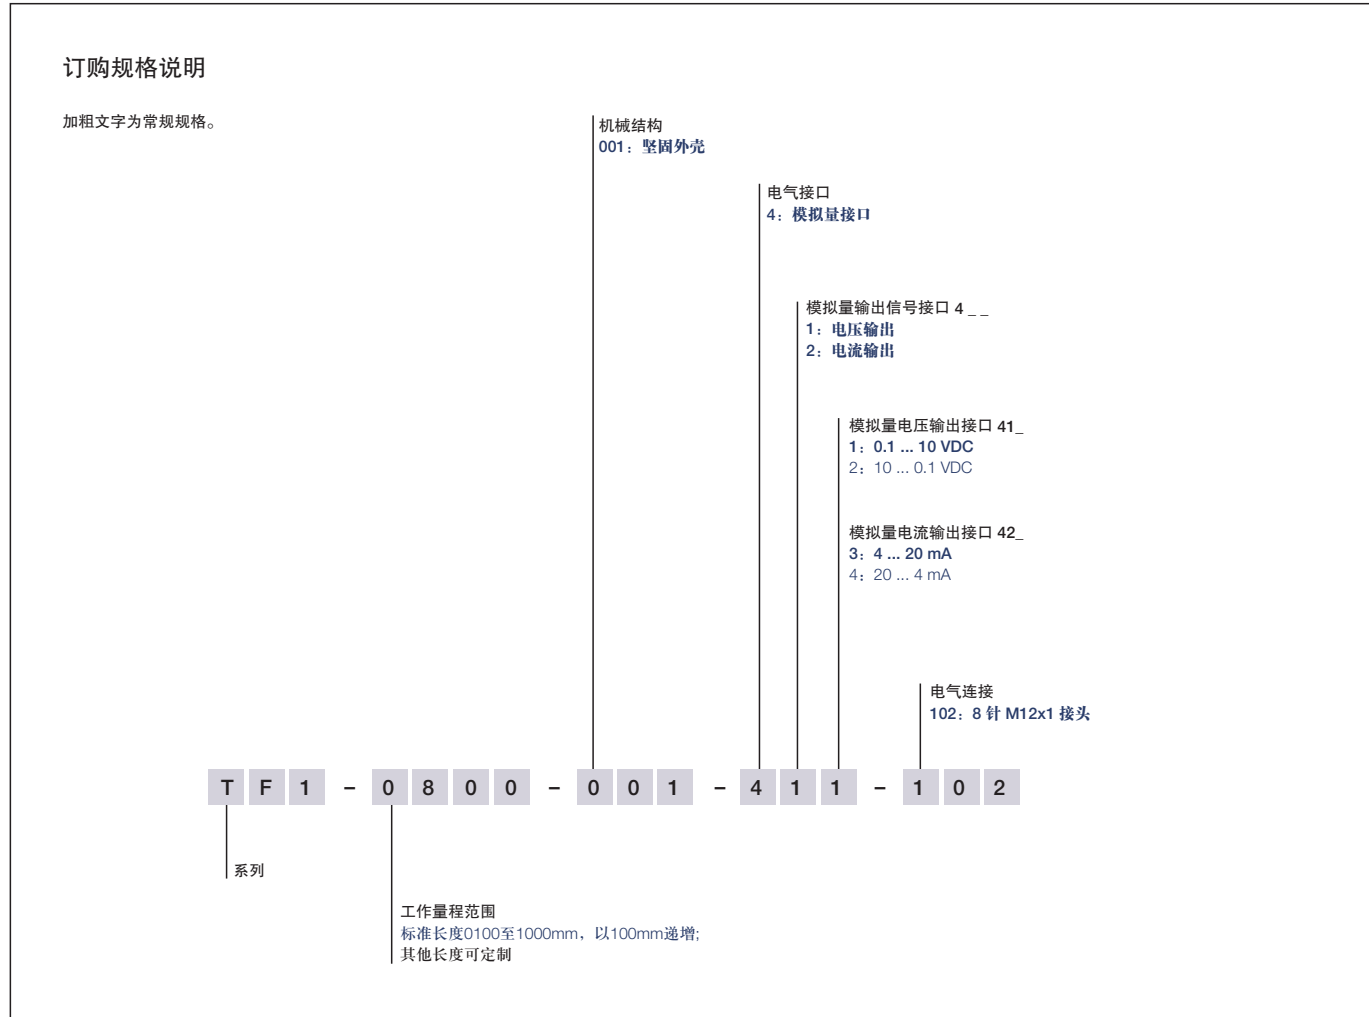 订购规格说明
加粗文字为常规规格。
机械结构
001：坚固外壳
电气接口
4：模拟量接口
模拟量输出信号接口 4 _ _
1：电压输出
2：电流输出
模拟量电压输出接口 41_
1：0.1 ... 10 VDC
2：10 ... 0.1 VDC
模拟量电流输出接口 42_
3：4 ... 20 mA
4：20 ... 4 mA
电气连接
102：8 针 M12x1 接头
T F 1 – 0 8 0 0 – 0 0 1 – 4 1 1 – 1 0 2
系列
工作量程范围
标准长度0100至1000mm，以100mm递增;
其他长度可定制